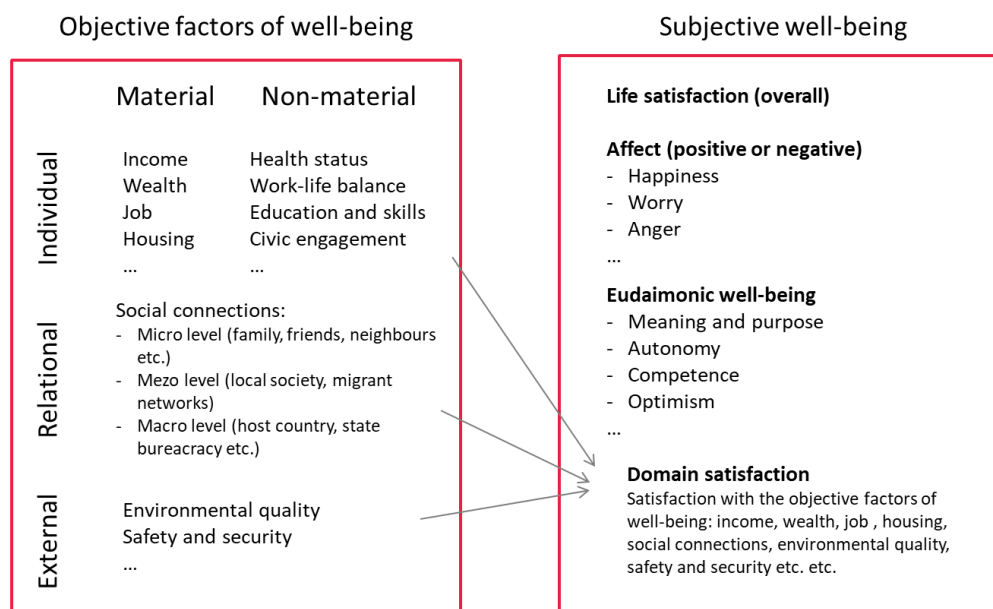 Objective factors of well-being
Material Non-material
Individual
Income Health status
Wealth Work-life balance
Job Education and skills
Housing Civic engagement
... ...
Relational
Social connections:
- Micro level (family, friends, neighbours
etc.)
- Mezo level (local society, migrant
networks)
- Macro level (host country, state
bureacracy etc.)
External
Environmental quality
Safety and security
...
Subjective well-being
Life satisfaction (overall)
Affect (positive or negative)
- Happiness
- Worry
- Anger
...
Eudaimonic well-being
- Meaning and purpose
- Autonomy
- Competence
- Optimism
...
Domain satisfaction
Satisfaction with the objective factors of
well-being: income, wealth, job , housing,
social connections, environmental quality,
safety and security etc. etc.